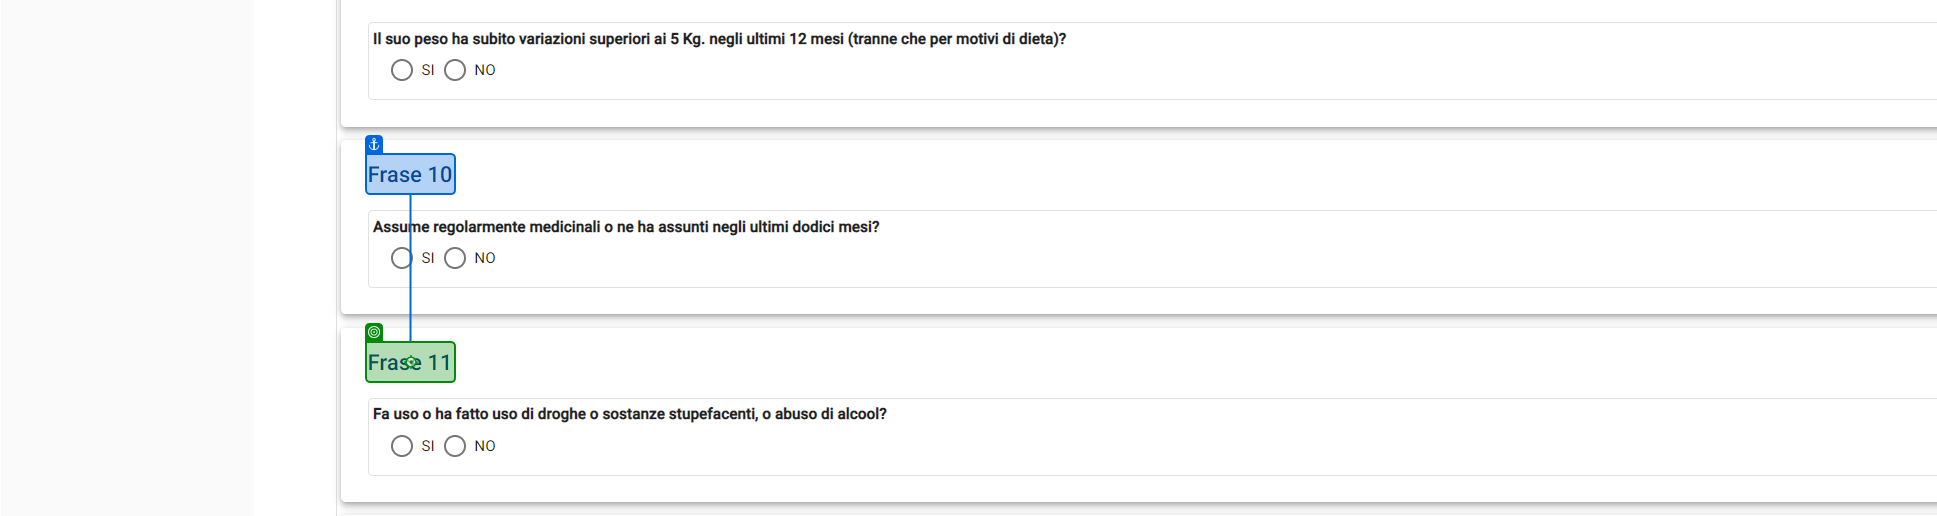 Il suo peso ha subito variazioni superiori ai 5 Kg. negli ultimi 12 mesi (tranne che per motivi di dieta)?
SI NO
Frase 10
Assume regolarmente medicinali o ne ha assunti negli ultimi dodici mesi?
SI NO
Frase 11
Fa uso o ha fatto uso di droghe o sostanze stupefacenti, o abuso di alcool?
SI NO